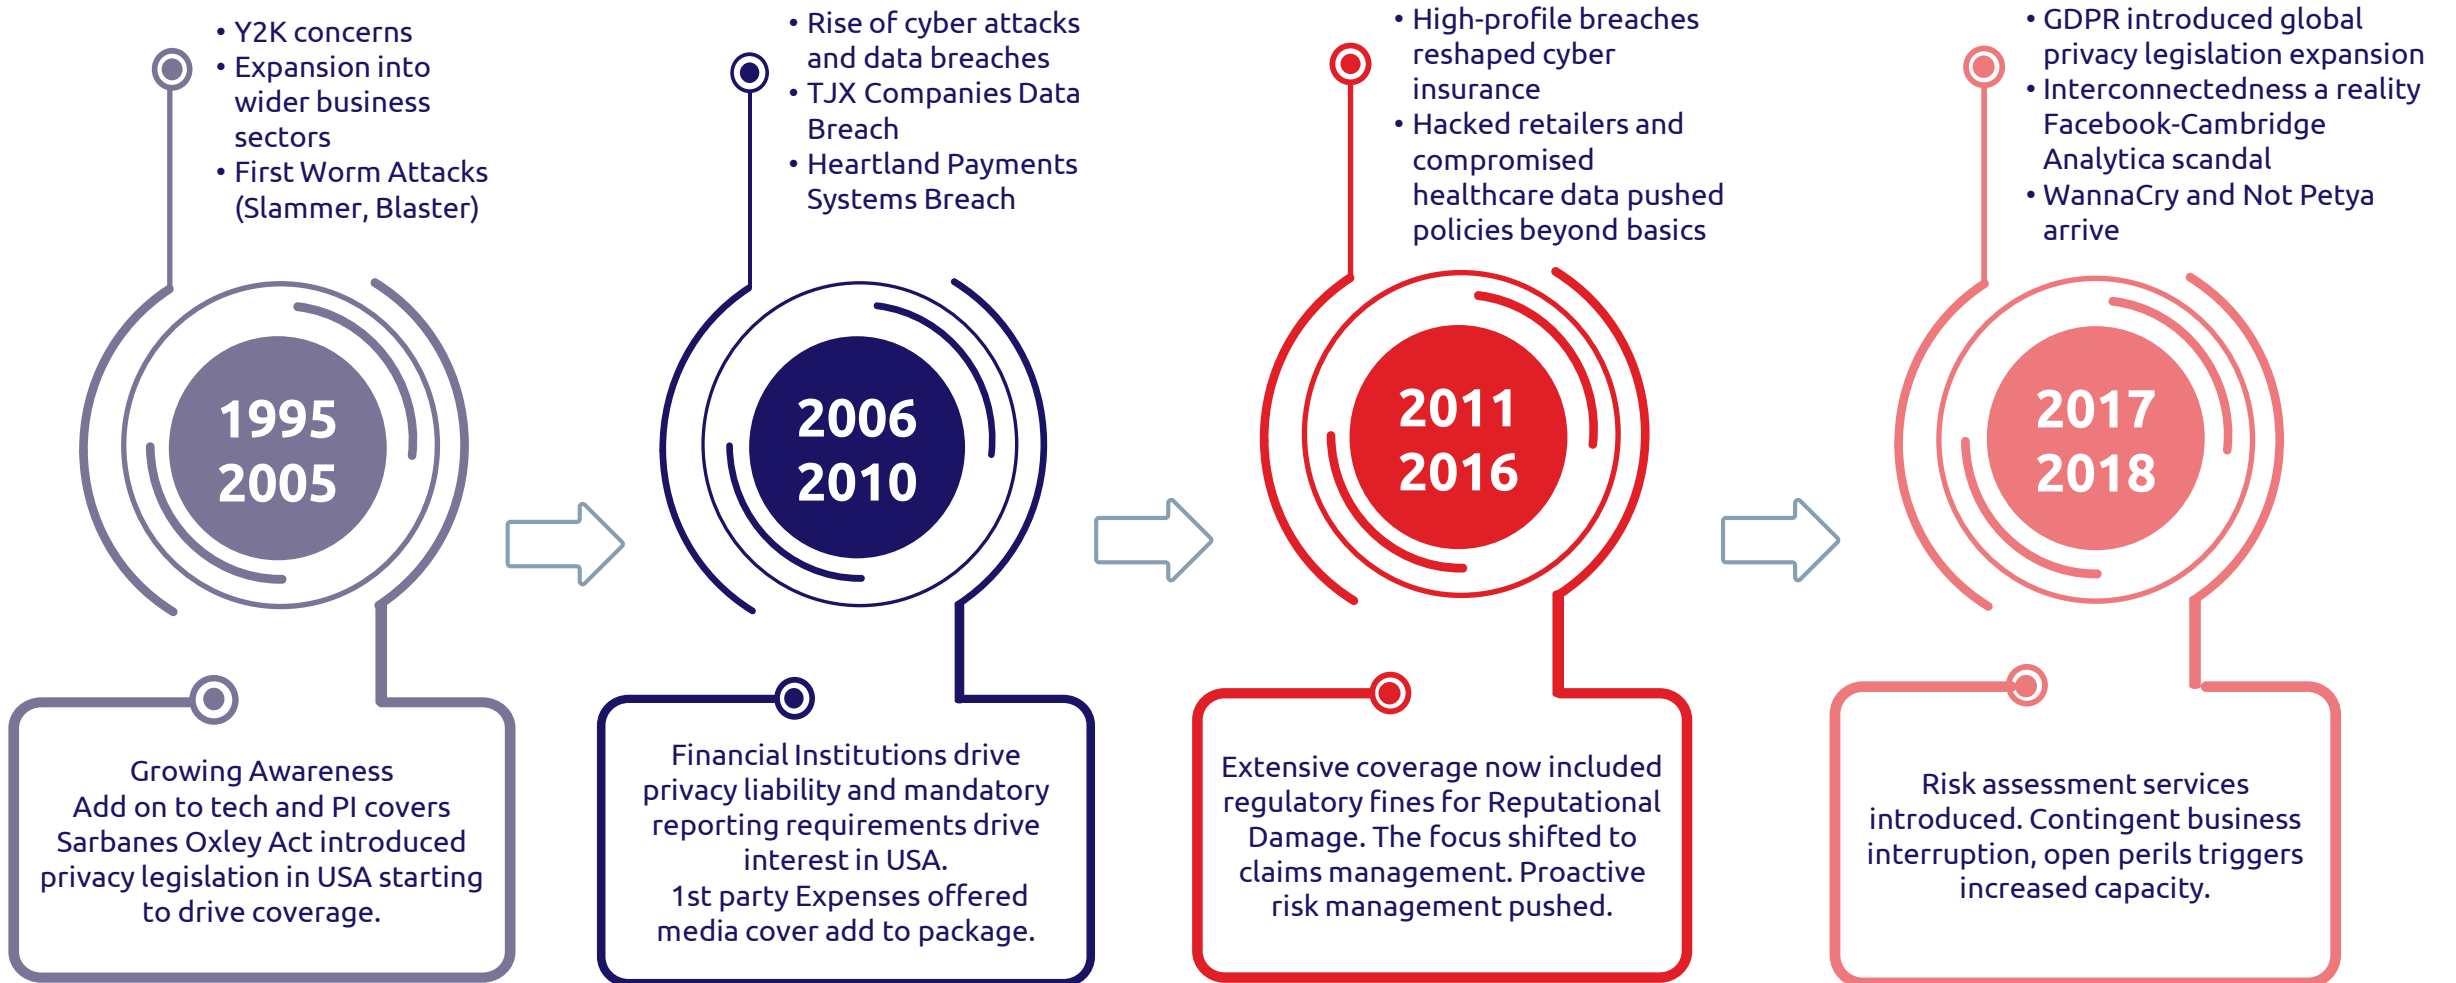 • Y2K concerns
• Expansion into
wider business
sectors
• First Worm Attacks
(Slammer, Blaster)
1995
2005
Growing Awareness
Add on to tech and PI covers
Sarbanes Oxley Act introduced
privacy legislation in USA starting
to drive coverage.
• Rise of cyber attacks
and data breaches
• TJX Companies Data
Breach
• Heartland Payments
Systems Breach
2006
2010
Financial Institutions drive
privacy liability and mandatory
reporting requirements drive
interest in USA.
1st party Expenses offered
media cover add to package.
• High-profile breaches
reshaped cyber
insurance
• Hacked retailers and
compromised
healthcare data pushed
policies beyond basics
2011
2016
Extensive coverage now included
regulatory fines for Reputational
Damage. The focus shifted to
claims management. Proactive
risk management pushed.
• GDPR introduced global
privacy legislation expansion
• Interconnectedness a reality
Facebook-Cambridge
Analytica scandal
• WannaCry and Not Petya
arrive
2017
2018
Risk assessment services
introduced. Contingent business
interruption, open perils triggers
increased capacity.